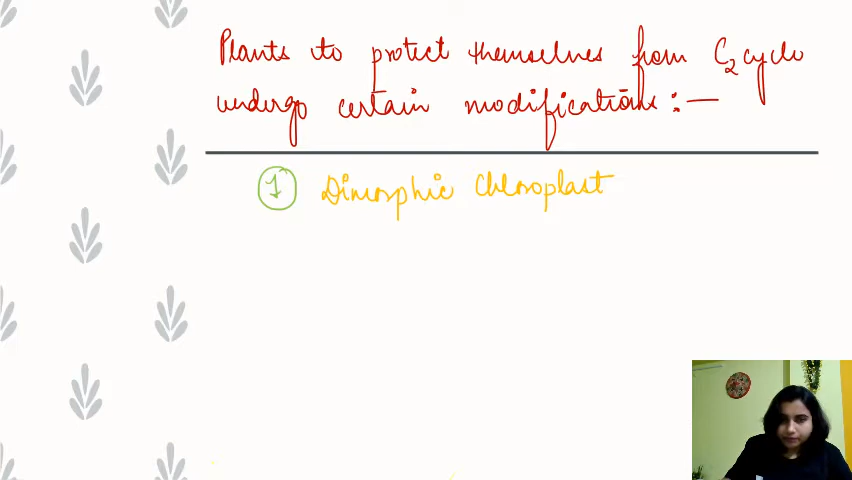 Plants to protect themselves from C2 cycle
undergo certain modifications :—
1 Dimorphic Chloroplast